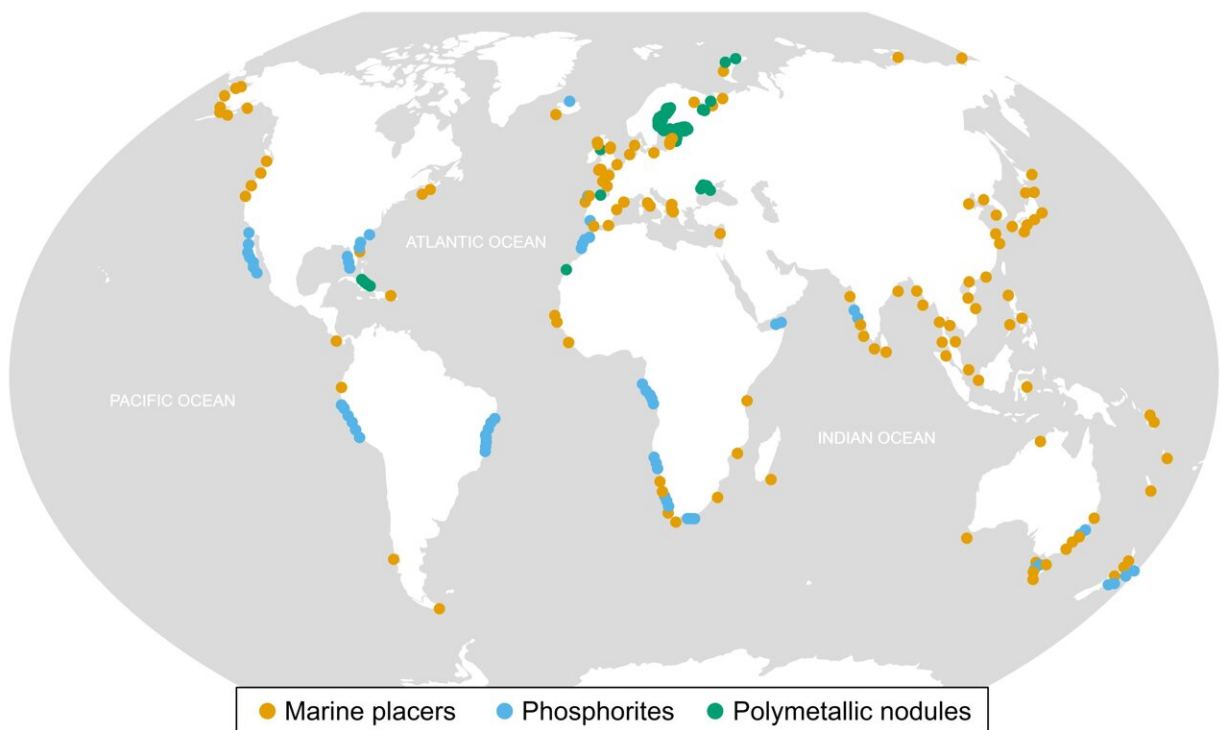 ATLANTIC OCEAN
PACIFIC OCEAN
INDIAN OCEAN
Marine placers
Phosphorites
Polymetallic nodules